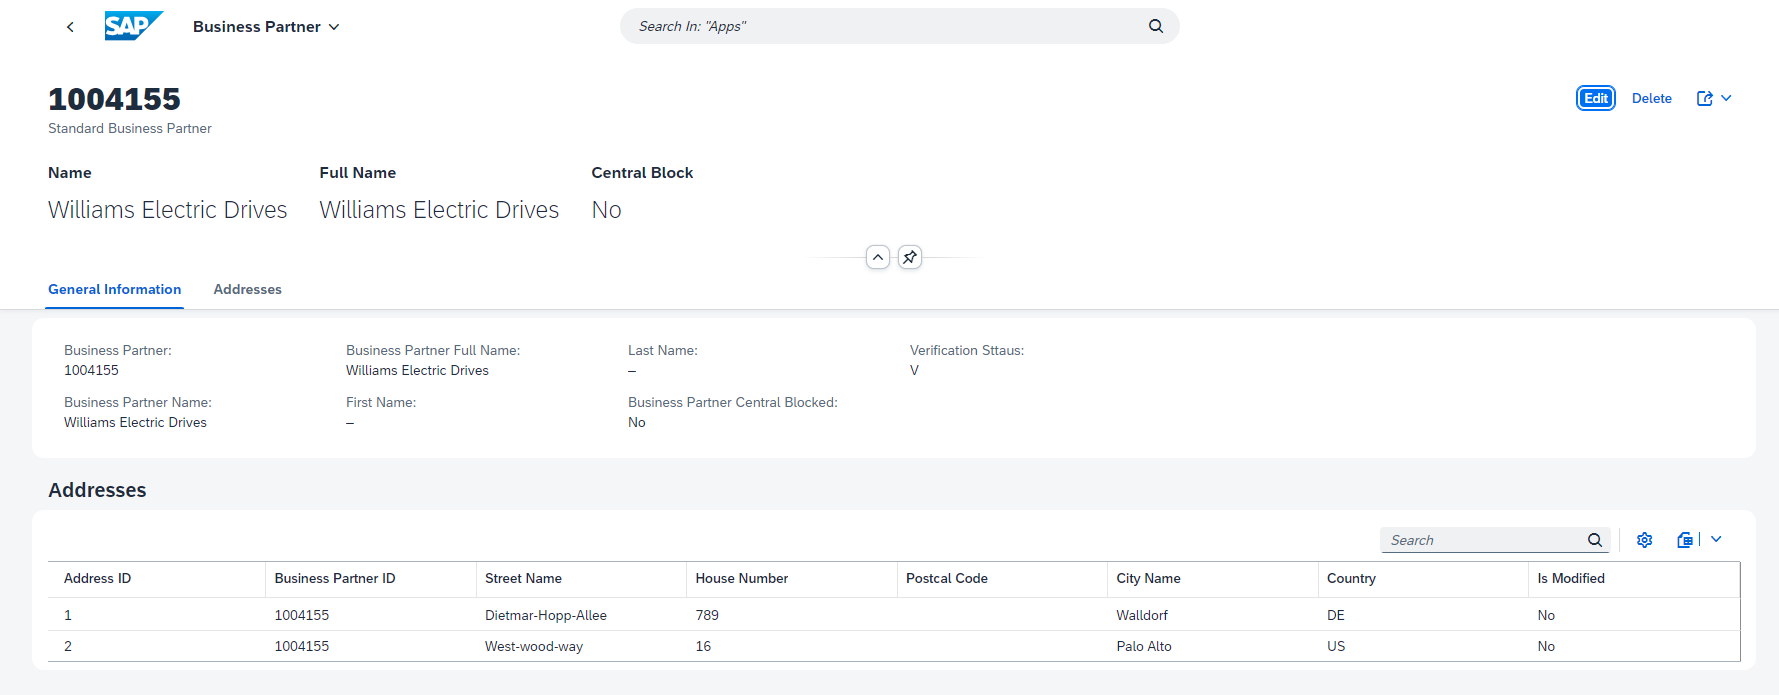 SAP Business Partner Search In: "Apps"
1004155 Edit Delete
Standard Business Partner
Name Full Name Central Block
Williams Electric Drives Williams Electric Drives No
General Information Addresses
Business Partner: Business Partner Full Name: Last Name: Verification Sttaus:
1004155 Williams Electric Drives – V
Business Partner Name: First Name: Business Partner Central Blocked:
Williams Electric Drives – No
Addresses
Search
Address ID Business Partner ID Street Name House Number Postcal Code City Name Country Is Modified
1 1004155 Dietmar-Hopp-Allee 789 Walldorf DE No
2 1004155 West-wood-way 16 Palo Alto US No